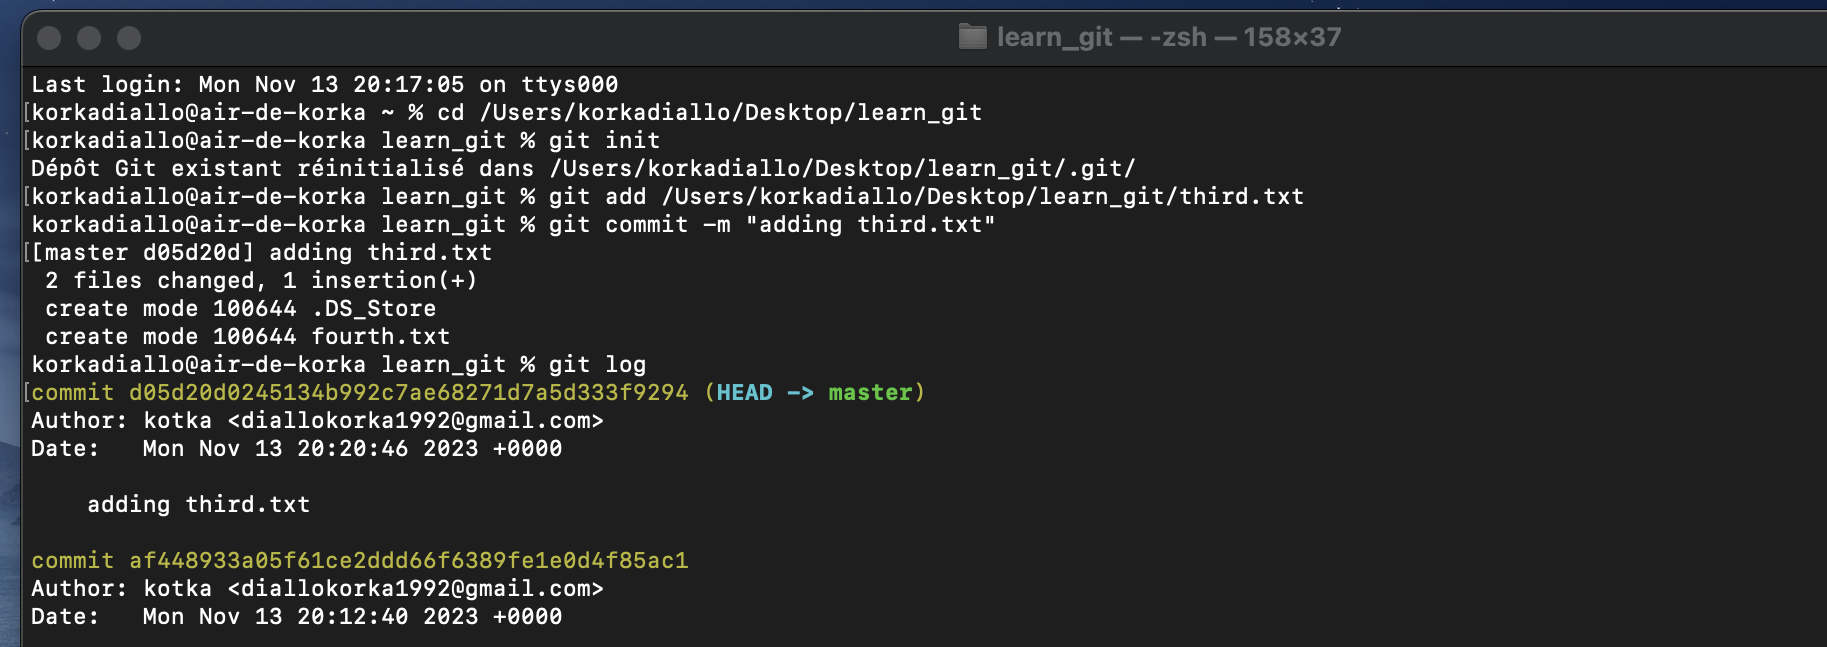 learn_git — -zsh — 158×37
Last login: Mon Nov 13 20:17:05 on ttys000
[korkadiallo@air-de-korka ~ % cd /Users/korkadiallo/Desktop/learn_git
[korkadiallo@air-de-korka learn_git % git init
Dépôt Git existant réinitialisé dans /Users/korkadiallo/Desktop/learn_git/.git/
[korkadiallo@air-de-korka learn_git % git add /Users/korkadiallo/Desktop/learn_git/third.txt
korkadiallo@air-de-korka learn_git % git commit -m "adding third.txt"
[[master d05d20d] adding third.txt
 2 files changed, 1 insertion(+)
 create mode 100644 .DS_Store
 create mode 100644 fourth.txt
korkadiallo@air-de-korka learn_git % git log
[commit d05d20d0245134b992c7ae68271d7a5d333f9294 (HEAD -> master)
Author: kotka <diallokorka1992@gmail.com>
Date:   Mon Nov 13 20:20:46 2023 +0000
    adding third.txt
commit af448933a05f61ce2ddd66f6389fe1e0d4f85ac1
Author: kotka <diallokorka1992@gmail.com>
Date:   Mon Nov 13 20:12:40 2023 +0000